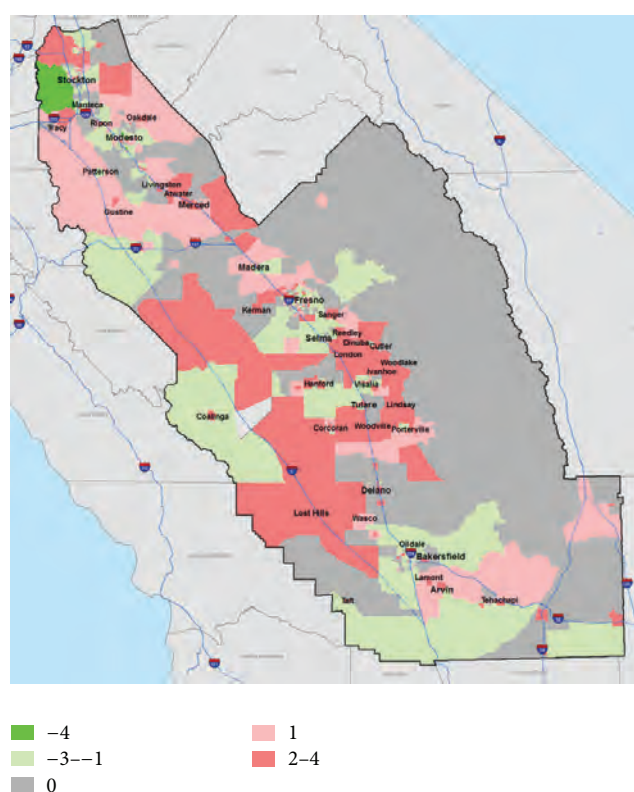 Stockton
Manteca
Oakdale
Tracy
Ripon
Modesto
Patterson
Livingston
Atwater
Merced
Gustine
Madera
Kerman
Fresno
Sanger
Selma
Reedley
Dinuba
Cutler
London
Woodlake
Ivanhoe
Hanford
Visalia
Tulare
Lindsay
Coalinga
Corcoran
Woodville
Porterville
Delano
Lost Hills
Wasco
Oildale
Bakersfield
Lamont
Arvin
Taft
Tehachapi
−4
1
−3–−1
2–4
0